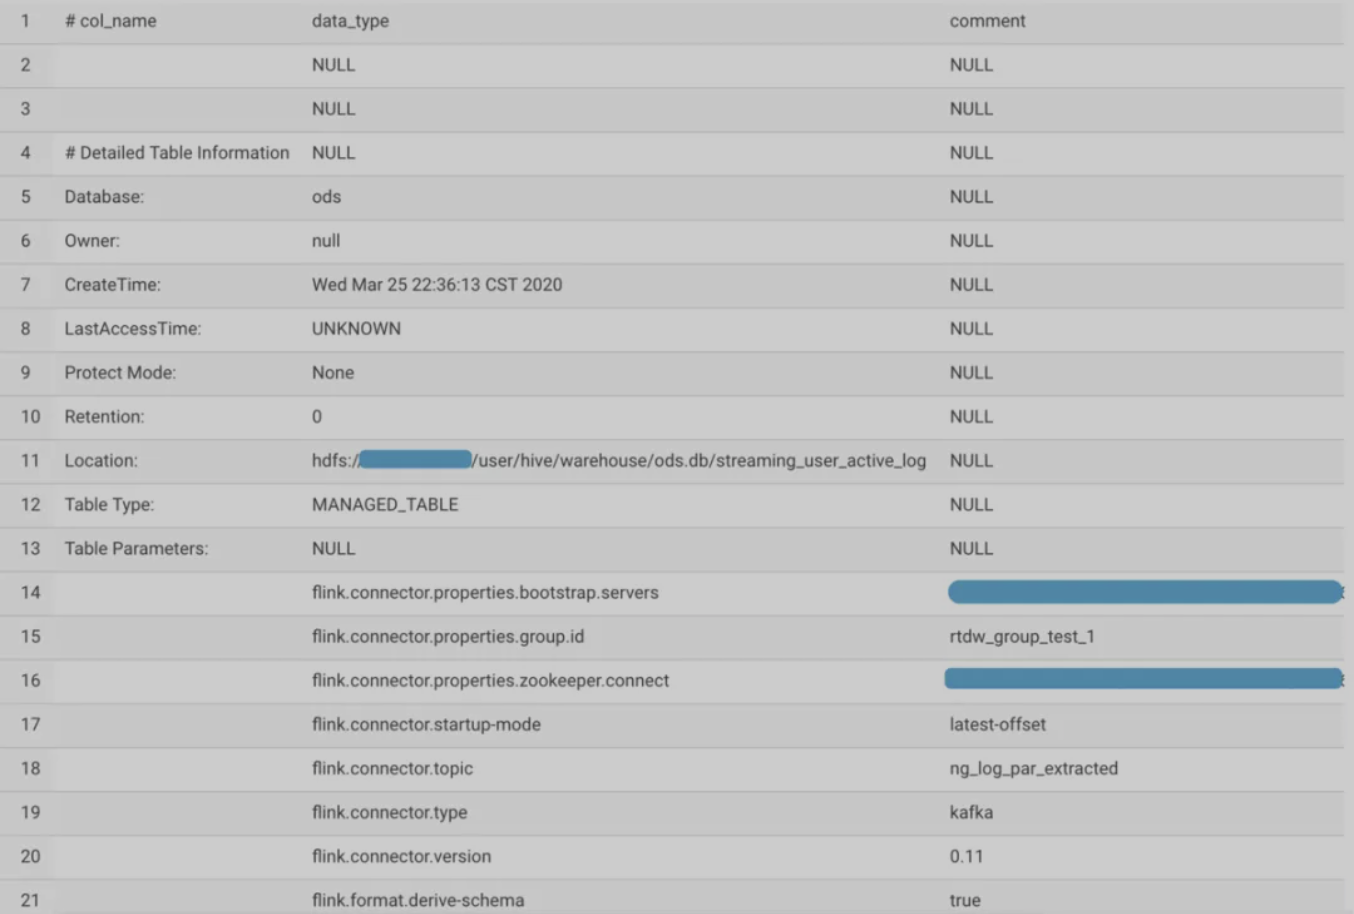 1 # col_name data_type comment
2 NULL NULL
3 NULL NULL
4 # Detailed Table Information NULL NULL
5 Database: ods NULL
6 Owner: null NULL
7 CreateTime: Wed Mar 25 22:36:13 CST 2020 NULL
8 LastAccessTime: UNKNOWN NULL
9 Protect Mode: None NULL
10 Retention: 0 NULL
11 Location: hdfs:/ /user/hive/warehouse/ods.db/streaming_user_active_log NULL
12 Table Type: MANAGED_TABLE NULL
13 Table Parameters: NULL NULL
14 flink.connector.properties.bootstrap.servers
15 flink.connector.properties.group.id rtdw_group_test_1
16 flink.connector.properties.zookeeper.connect
17 flink.connector.startup-mode latest-offset
18 flink.connector.topic ng_log_par_extracted
19 flink.connector.type kafka
20 flink.connector.version 0.11
21 flink.format.derive-schema true